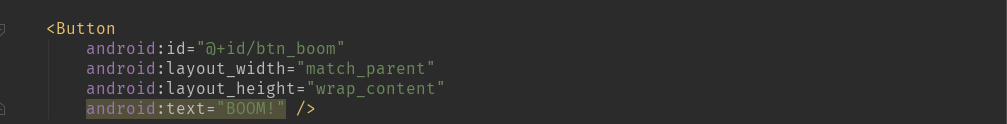 <Button
android:id="@+id/btn_boom"
android:layout_width="match_parent"
android:layout_height="wrap_content"
android:text="BOOM!" />